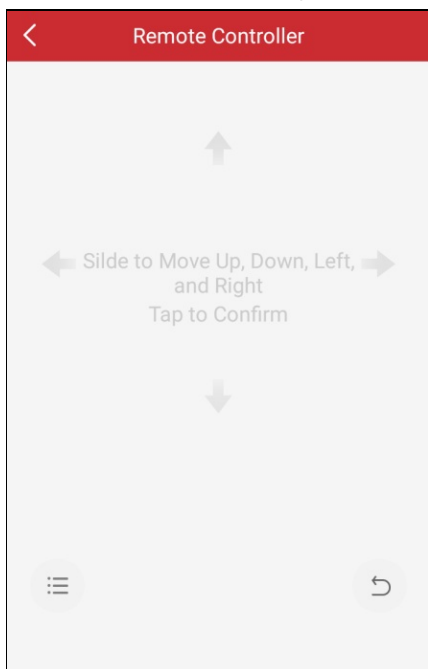 Remote Controller
Silde to Move Up, Down, Left,
and Right
Tap to Confirm